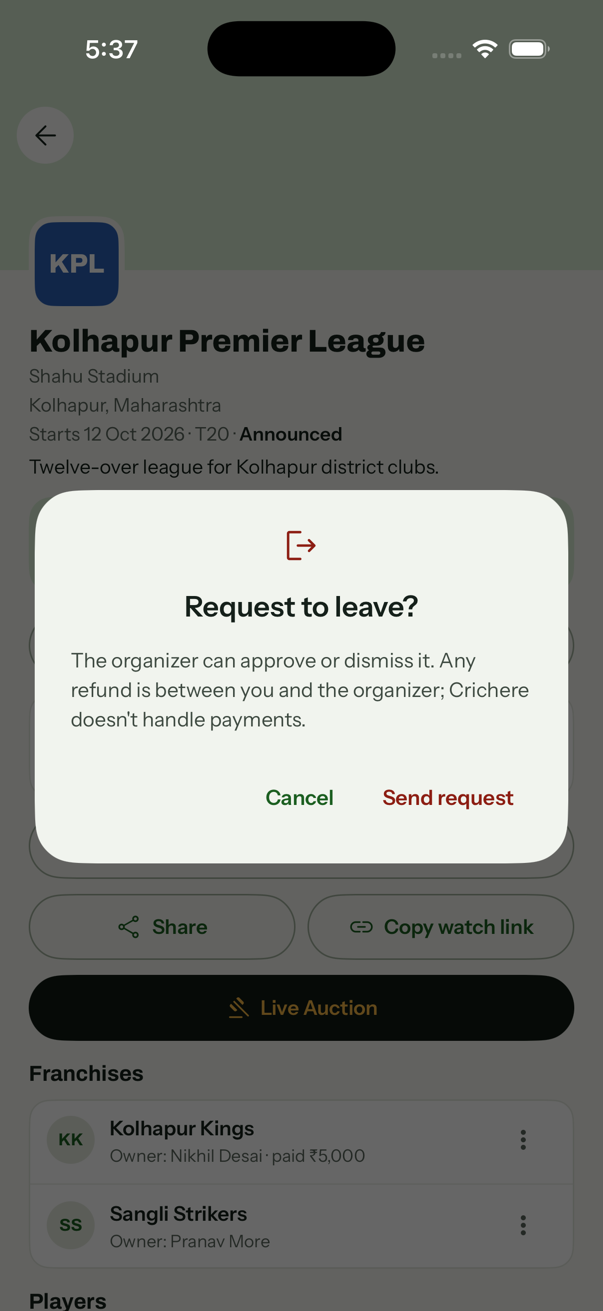 5:37
KPL
Kolhapur Premier League
Shahu Stadium
Kolhapur, Maharashtra
Starts 12 Oct 2026 · T20 · Announced
Twelve-over league for Kolhapur district clubs.
Request to leave?
The organizer can approve or dismiss it. Any
refund is between you and the organizer; Crichere
doesn't handle payments.
Cancel Send request
Share Copy watch link
Live Auction
Franchises
KK Kolhapur Kings
Owner: Nikhil Desai · paid ₹5,000
SS Sangli Strikers
Owner: Pranav More
Players